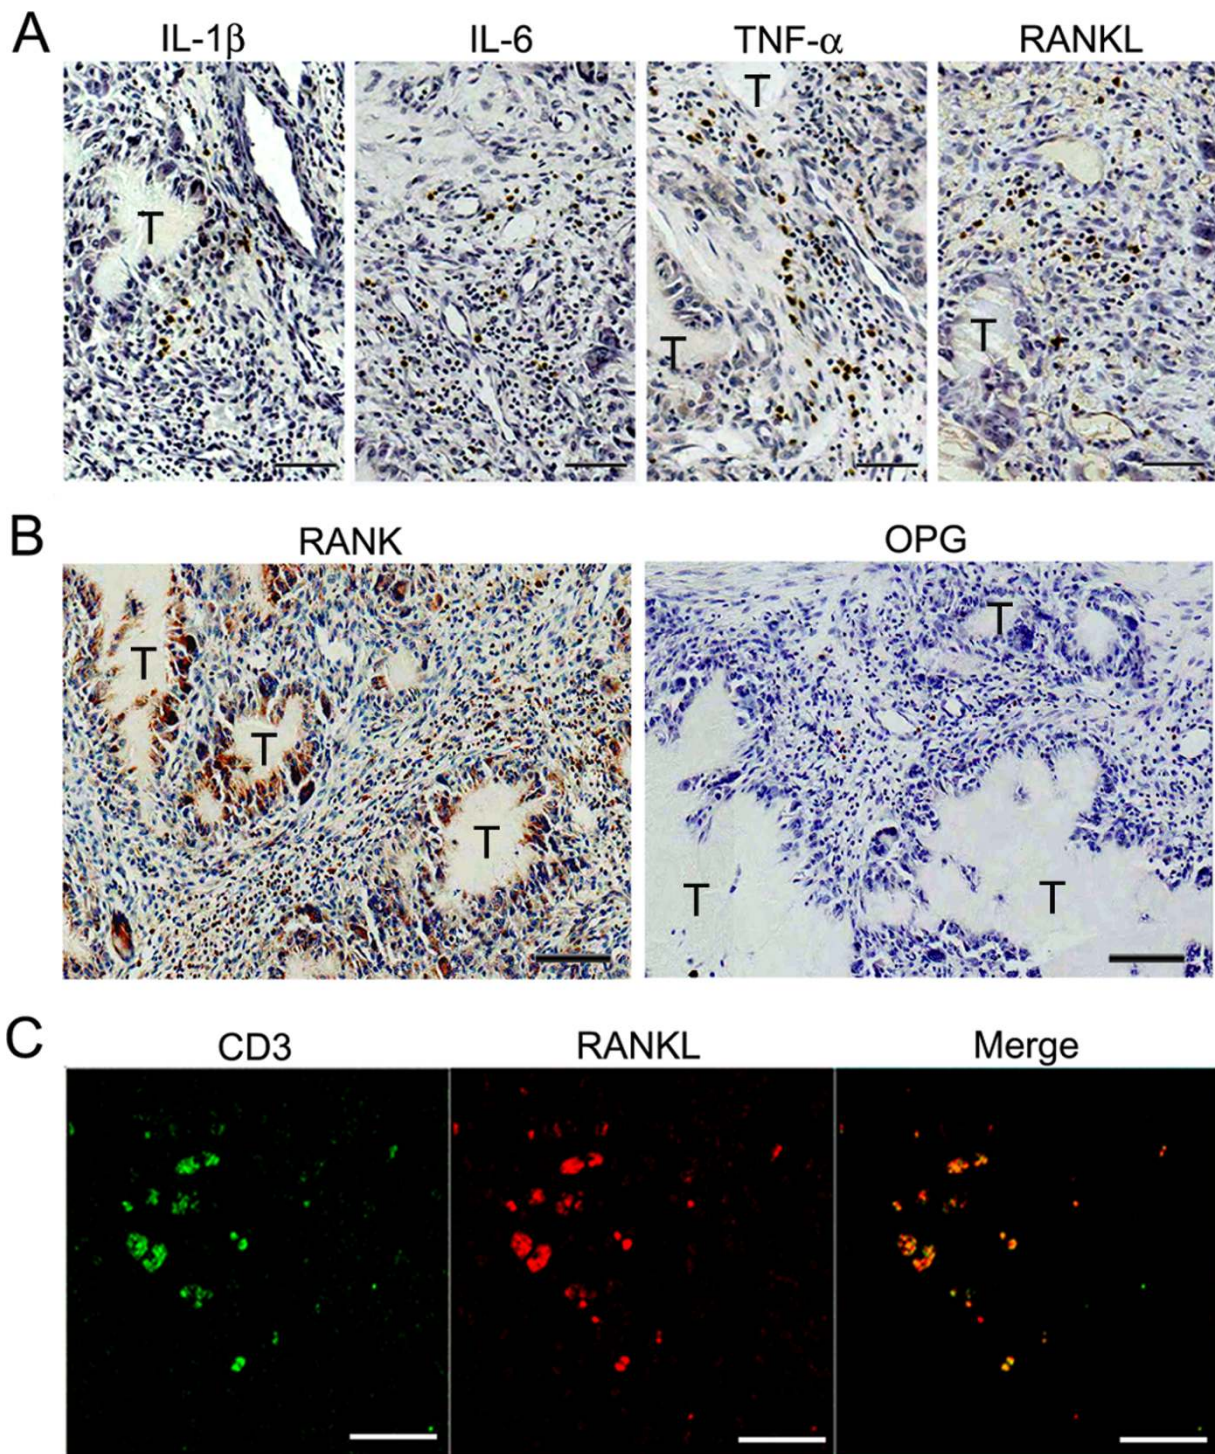 A
IL-1β IL-6 TNF-α RANKL
T T T T
T
B
RANK OPG
T T T T T T
C
CD3 RANKL Merge